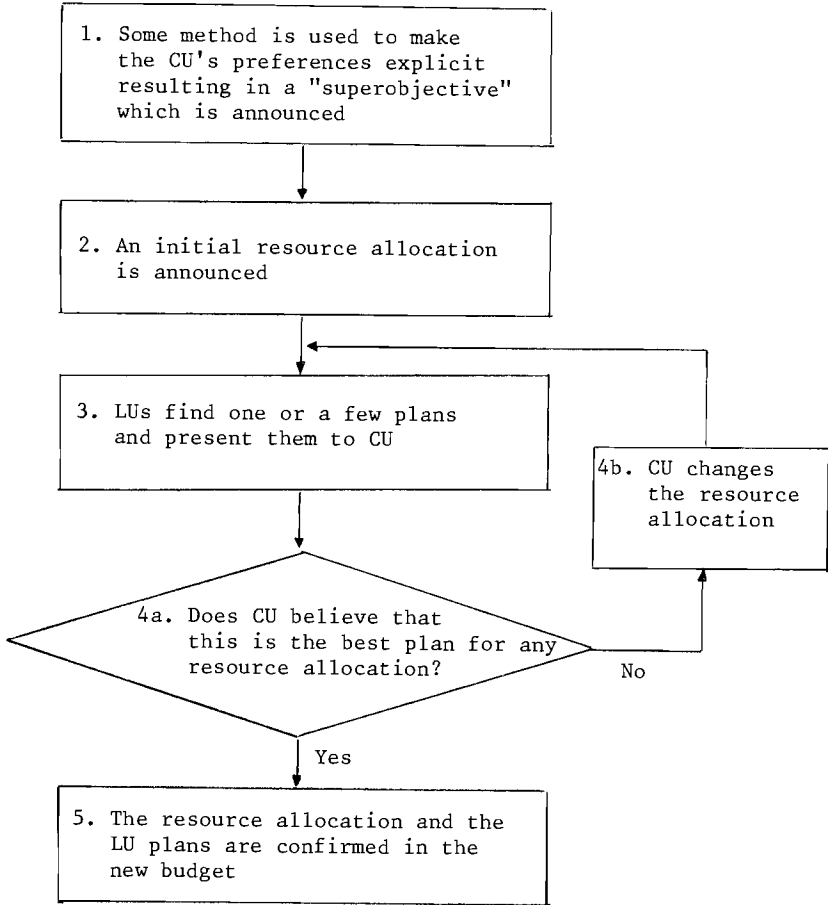 1. Some method is used to make
the CU's preferences explicit
resulting in a "superobjective"
which is announced
2. An initial resource allocation
is announced
3. LUs find one or a few plans
and present them to CU
4b. CU changes
the resource
allocation
4a. Does CU believe that
this is the best plan for any
resource allocation?
No
Yes
5. The resource allocation and the
LU plans are confirmed in the
new budget